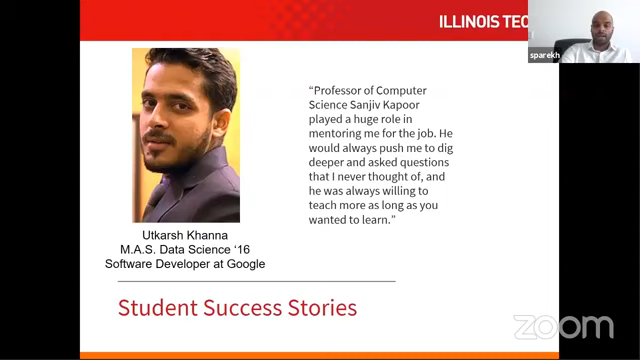 ILLINOIS TEC
sparekh
“Professor of Computer
Science Sanjiv Kapoor
played a huge role in
mentoring me for the job. He
would always push me to dig
deeper and asked questions
that I never thought of, and
he was always willing to
teach more as long as you
wanted to learn.”
Utkarsh Khanna
M.A.S. Data Science ‘16
Software Developer at Google
Student Success Stories
zoom